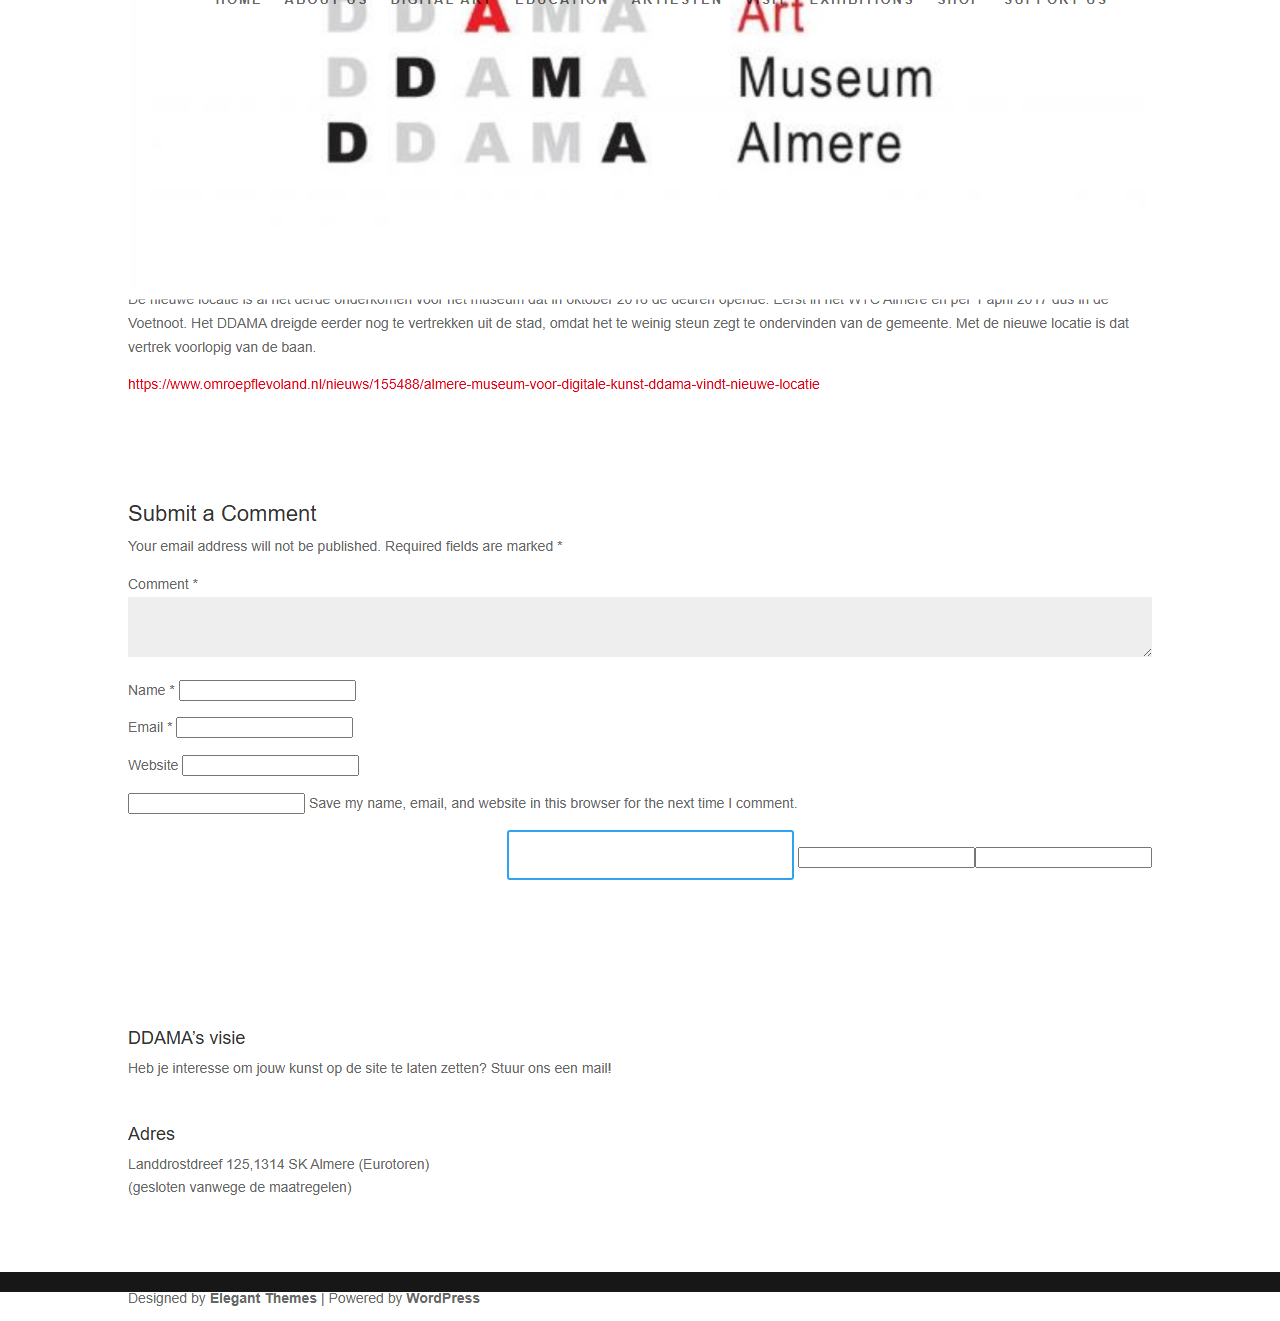 HOME ABOUT US DIGITAL ART EDUCATION ARTIESTEN VISIT EXHIBITIONS SHOP SUPPORT US
D D A M A Art
D D A M A Museum
D D A M A Almere
De nieuwe locatie is al het derde onderkomen voor het museum dat in oktober 2016 de deuren opende. Eerst in het WTC Almere en per 1 april 2017 dus in de
Voetnoot. Het DDAMA dreigde eerder nog te vertrekken uit de stad, omdat het te weinig steun zegt te ondervinden van de gemeente. Met de nieuwe locatie is dat
vertrek voorlopig van de baan.
https://www.omroepflevoland.nl/nieuws/155488/almere-museum-voor-digitale-kunst-ddama-vindt-nieuwe-locatie
Submit a Comment
Your email address will not be published. Required fields are marked *
Comment *
Name *
Email *
Website
Save my name, email, and website in this browser for the next time I comment.
DDAMA’s visie
Heb je interesse om jouw kunst op de site te laten zetten? Stuur ons een mail!
Adres
Landdrostdreef 125,1314 SK Almere (Eurotoren)
(gesloten vanwege de maatregelen)
Designed by Elegant Themes | Powered by WordPress